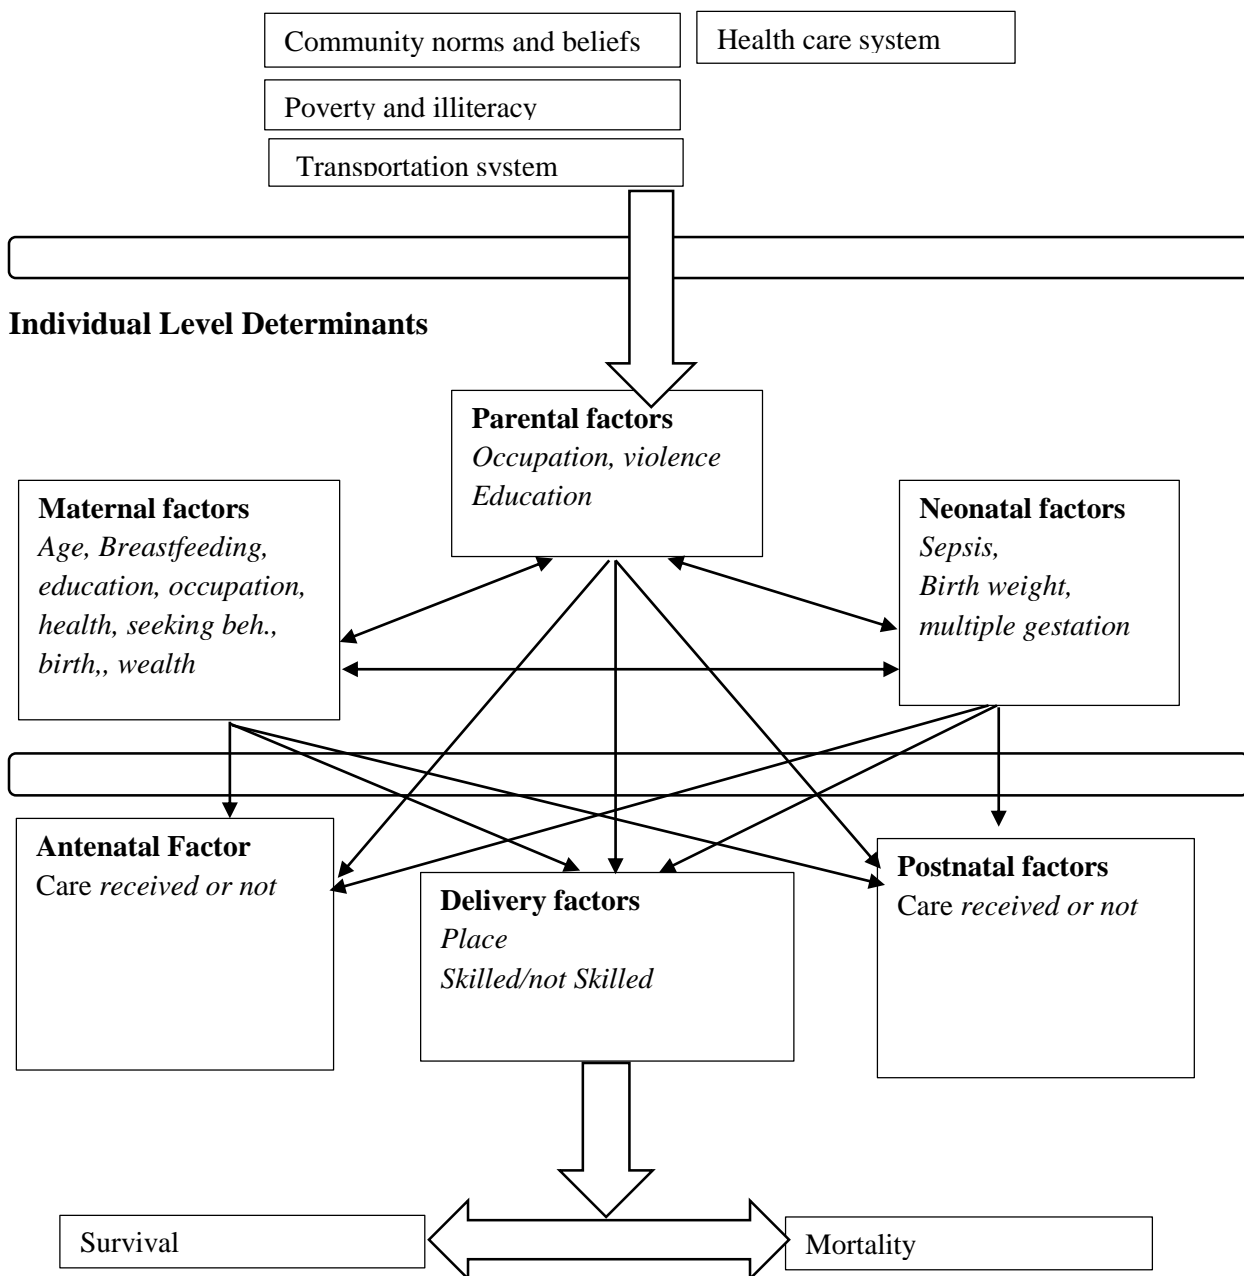 Community norms and beliefs
Health care system
Poverty and illiteracy
Transportation system
Individual Level Determinants
Parental factors
Occupation, violence
Education
Maternal factors
Age, Breastfeeding,
education, occupation,
health, seeking beh.,
birth,, wealth
Neonatal factors
Sepsis,
Birth weight,
multiple gestation
Antenatal Factor
Care received or not
Delivery factors
Place
Skilled/not Skilled
Postnatal factors
Care received or not
Survival
Mortality